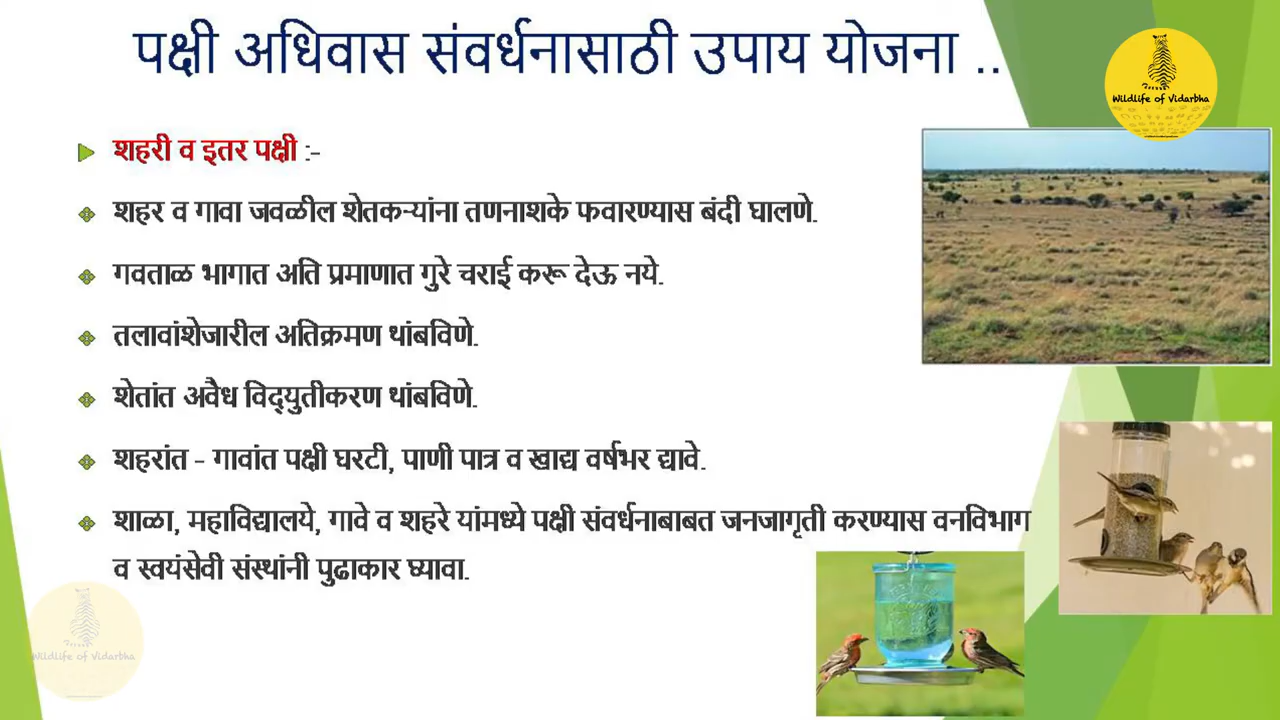 पक्षी अधिवास संवर्धनासाठी उपाय योजना ..
Wildlife of Vidarbha
शहरी व इतर पक्षी :-
शहर व गावा जवळील शेतकऱ्यांना तणनाशके फवारण्यास बंदी घालणे.
गवताळ भागात अति प्रमाणात गुरे चराई करू देऊ नये.
तलावांशेजारील अतिक्रमण थांबविणे.
शेतांत अवैध विद्युतीकरण थांबविणे.
शहरांत - गावांत पक्षी घरटी, पाणी पात्र व खाद्य वर्षभर द्यावे.
शाळा, महाविद्यालये, गावे व शहरे यांमध्ये पक्षी संवर्धनाबाबत जनजागृती करण्यास वनविभाग
व स्वयंसेवी संस्थांनी पुढाकार घ्यावा.
Wildlife of Vidarbha